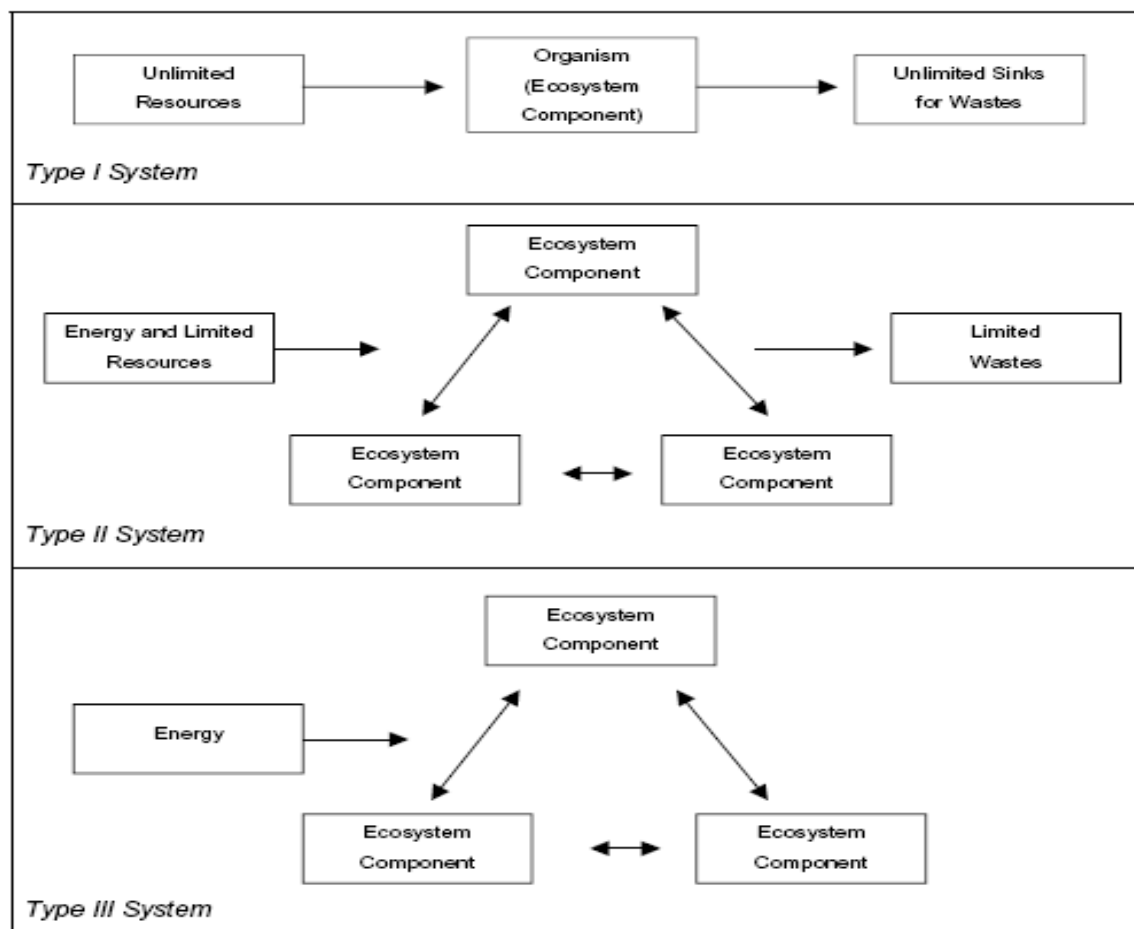 Unlimited
Resources
Organism
(Ecosystem
Component)
Unlimited Sinks
for Wastes
Type I System
Ecosystem
Component
Energy and Limited
Resources
Limited
Wastes
Ecosystem
Component
Ecosystem
Component
Type II System
Ecosystem
Component
Energy
Ecosystem
Component
Ecosystem
Component
Type III System